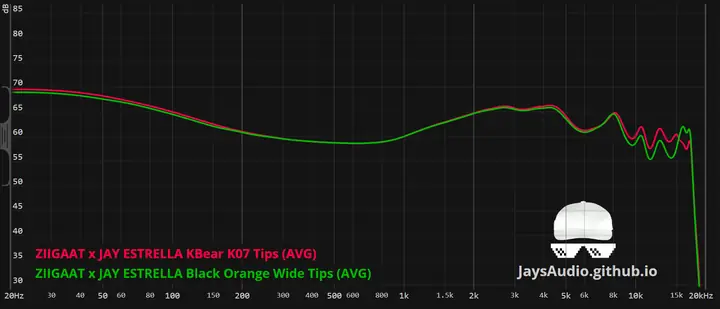 dB
85
80
75
70
65
60
55
50
45
40
35
30
ZIIGAAT x JAY ESTRELLA KBear K07 Tips (AVG)
ZIIGAAT x JAY ESTRELLA Black Orange Wide Tips (AVG)
JaysAudio.github.io
20Hz 30 40 50 60 80 100 150 200 300 400 500 600 800 1k 1.5k 2k 3k 4k 5k 6k 8k 10k 15k 20kHz